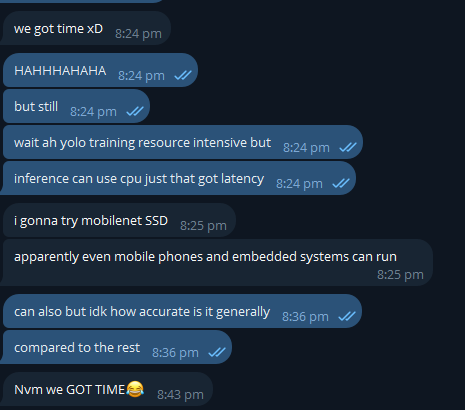 we got time xD 8:24 pm
HAHHHAHAHA 8:24 pm
but still 8:24 pm
wait ah yolo training resource intensive but 8:24 pm
inference can use cpu just that got latency 8:24 pm
i gonna try mobilenet SSD 8:25 pm
apparently even mobile phones and embedded systems can run
8:25 pm
can also but idk how accurate is it generally 8:36 pm
compared to the rest 8:36 pm
Nvm we GOT TIME😂 8:43 pm